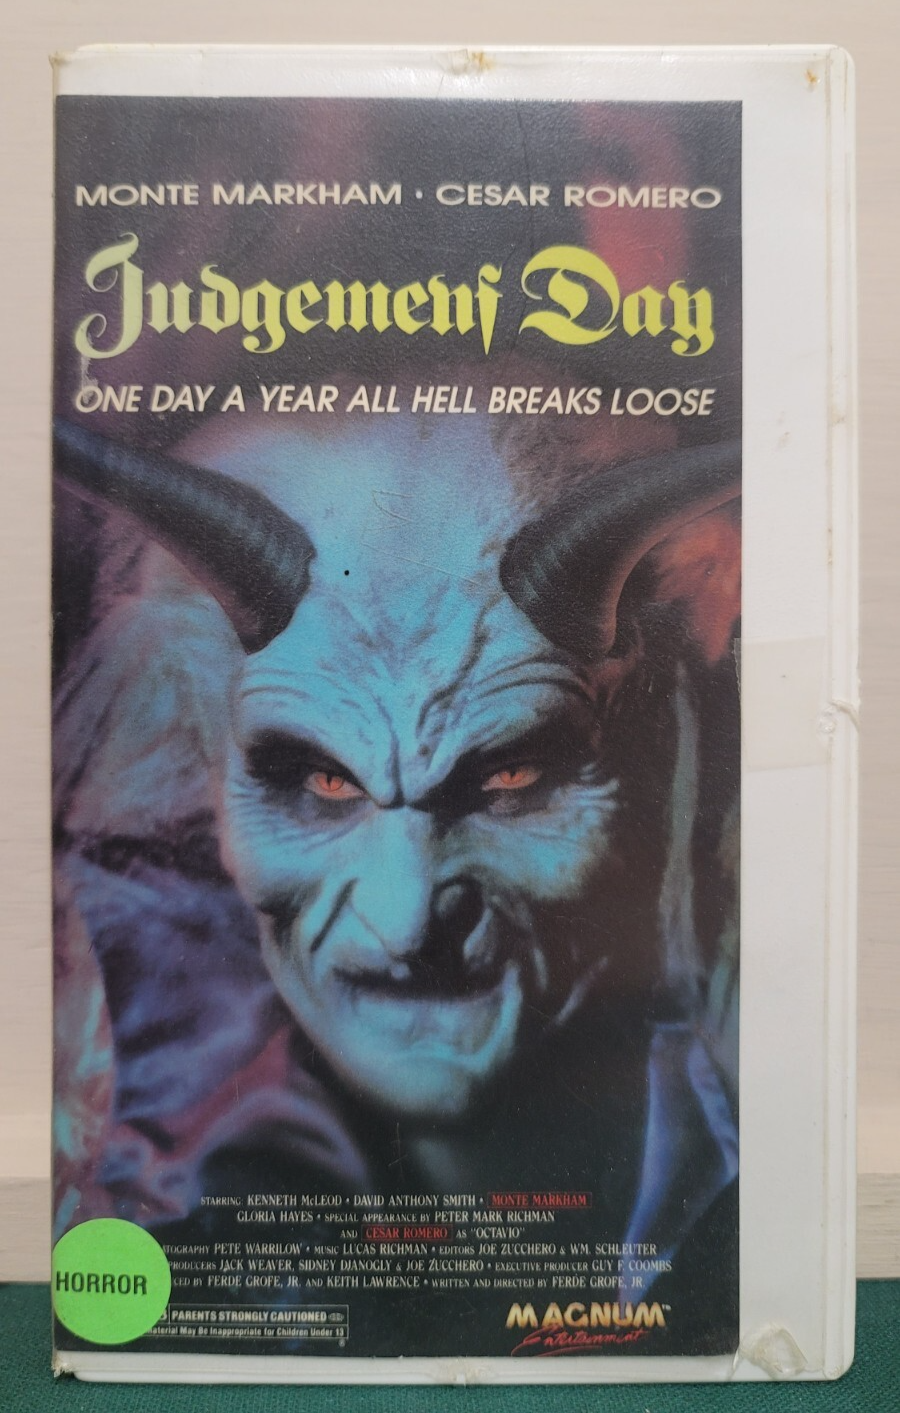 MONTE MARKHAM • CESAR ROMERO
Judgement Day
ONE DAY A YEAR ALL HELL BREAKS LOOSE
STARRING KENNETH McLEOD • DAVID ANTHONY SMITH • MONTE MARKHAM
GLORIA HAYES • SPECIAL APPEARANCE BY PETER MARK RICHMAN
AND CESAR ROMERO AS "OCTAVIO"
PETE WARRILOW • MUSIC LUCAS RICHMAN • EDITORS JOE ZUCCHERO & WM. SCHLEUTER
PRODUCERS JACK WEAVER, SIDNEY DJANOGLY & JOE ZUCCHERO • EXECUTIVE PRODUCER GUY F. COOMBS
FERDE GROFE, JR. AND KEITH LAWRENCE • WRITTEN AND DIRECTED BY FERDE GROFE, JR.
HORROR
PARENTS STRONGLY CAUTIONED
Material May Be Inappropriate for Children Under 13
MAGNUM™
Entertainment